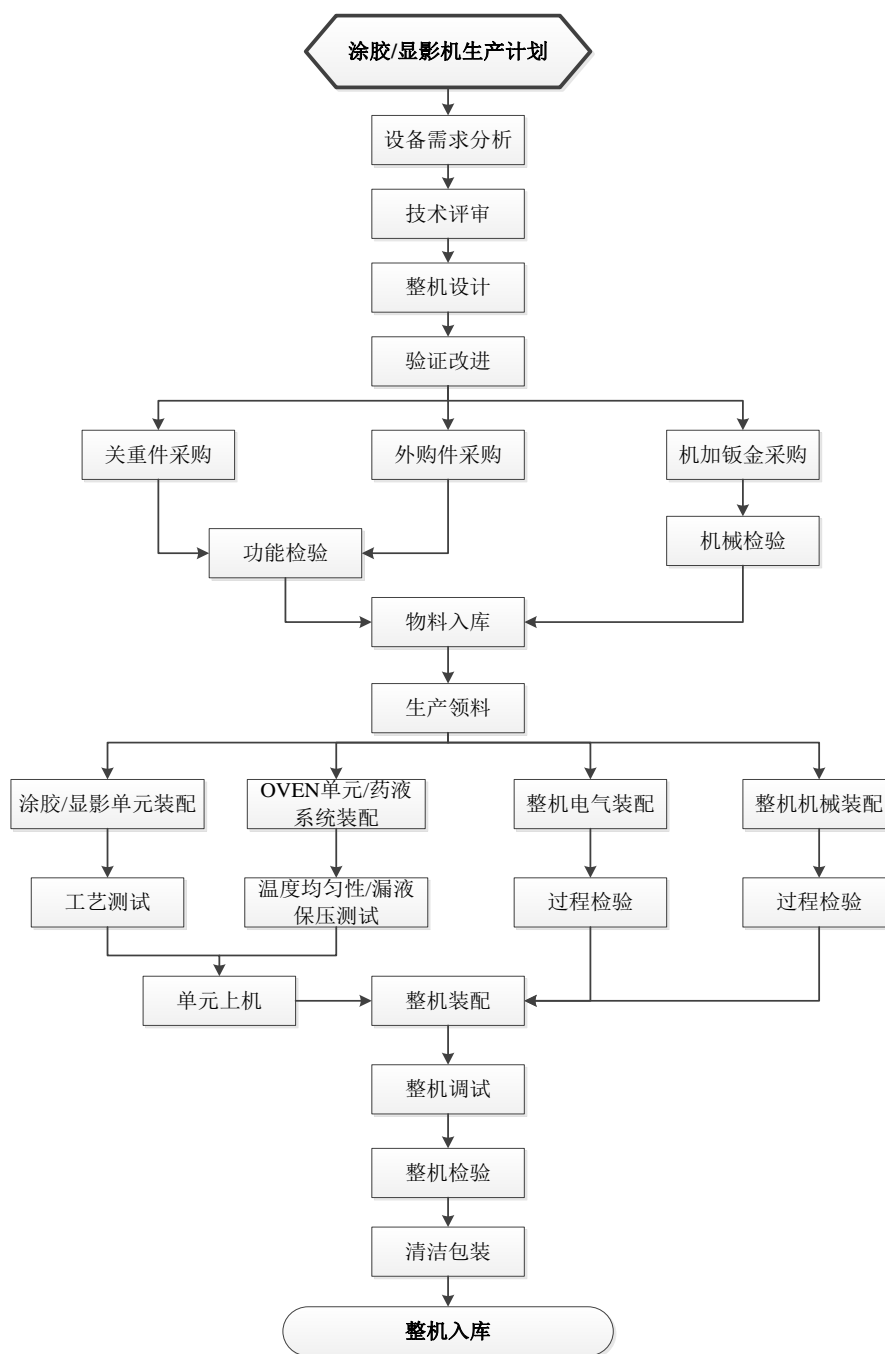 涂胶/显影机生产计划
设备需求分析
技术评审
整机设计
验证改进
关重件采购
外购件采购
机加钣金采购
功能检验
机械检验
物料入库
生产领料
涂胶/显影单元装配
OVEN单元/药液
系统装配
整机电气装配
整机机械装配
工艺测试
温度均匀性/漏液
保压测试
过程检验
过程检验
单元上机
整机装配
整机调试
整机检验
清洁包装
整机入库